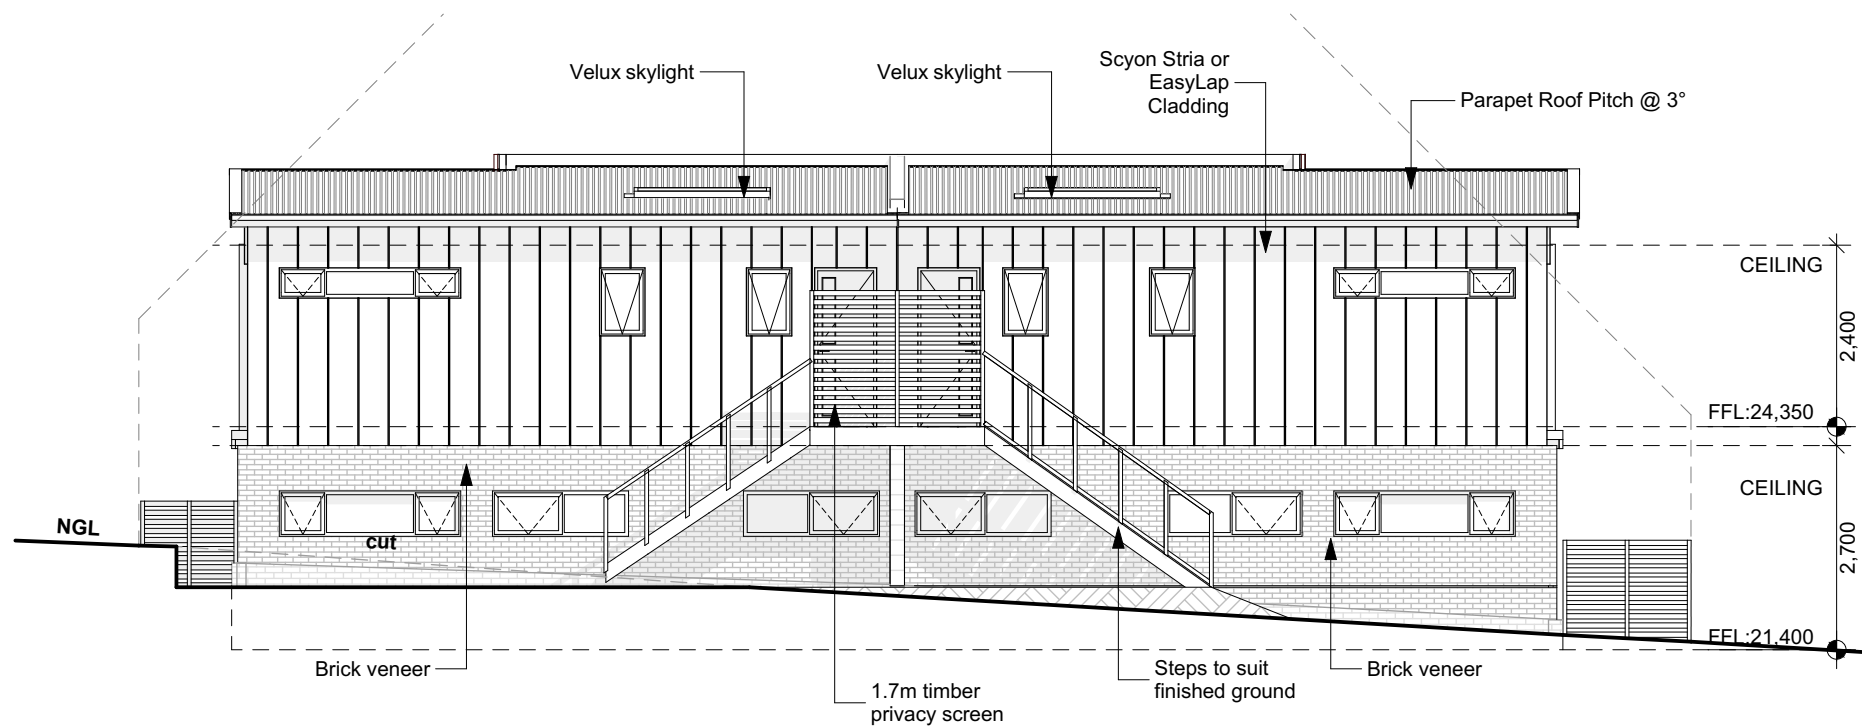 Velux skylight
Velux skylight
Scyon Stria or
EasyLap
Cladding
Parapet Roof Pitch @ 3°
CEILING
2,400
FFL:24,350
CEILING
2,700
NGL
cut
FFL:21,400
Brick veneer
1.7m timber
privacy screen
Steps to suit
finished ground
Brick veneer